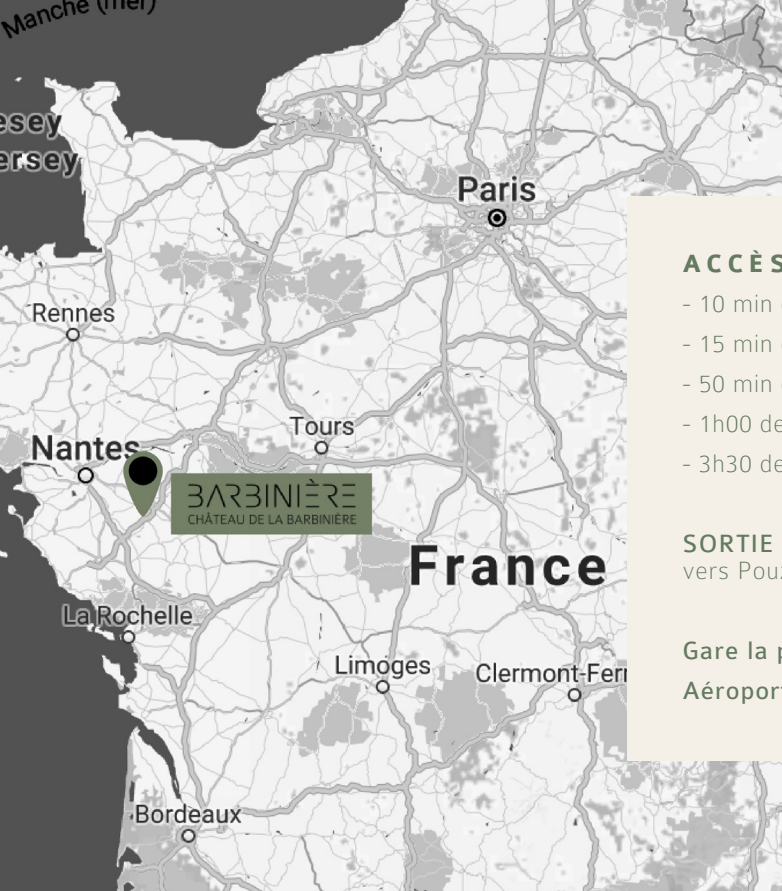 Manche (mer)
esey
ersey
Paris
Rennes
Tours
Nantes
BARBINIÈRE
CHÂTEAU DE LA BARBINIÈRE
France
La Rochelle
Limoges
Clermont-Ferr
Bordeaux
ACCÈS
- 10 min
- 15 min
- 50 min
- 1h00 de
- 3h30 de
SORTIE
vers Pouz
Gare la p
Aéroport